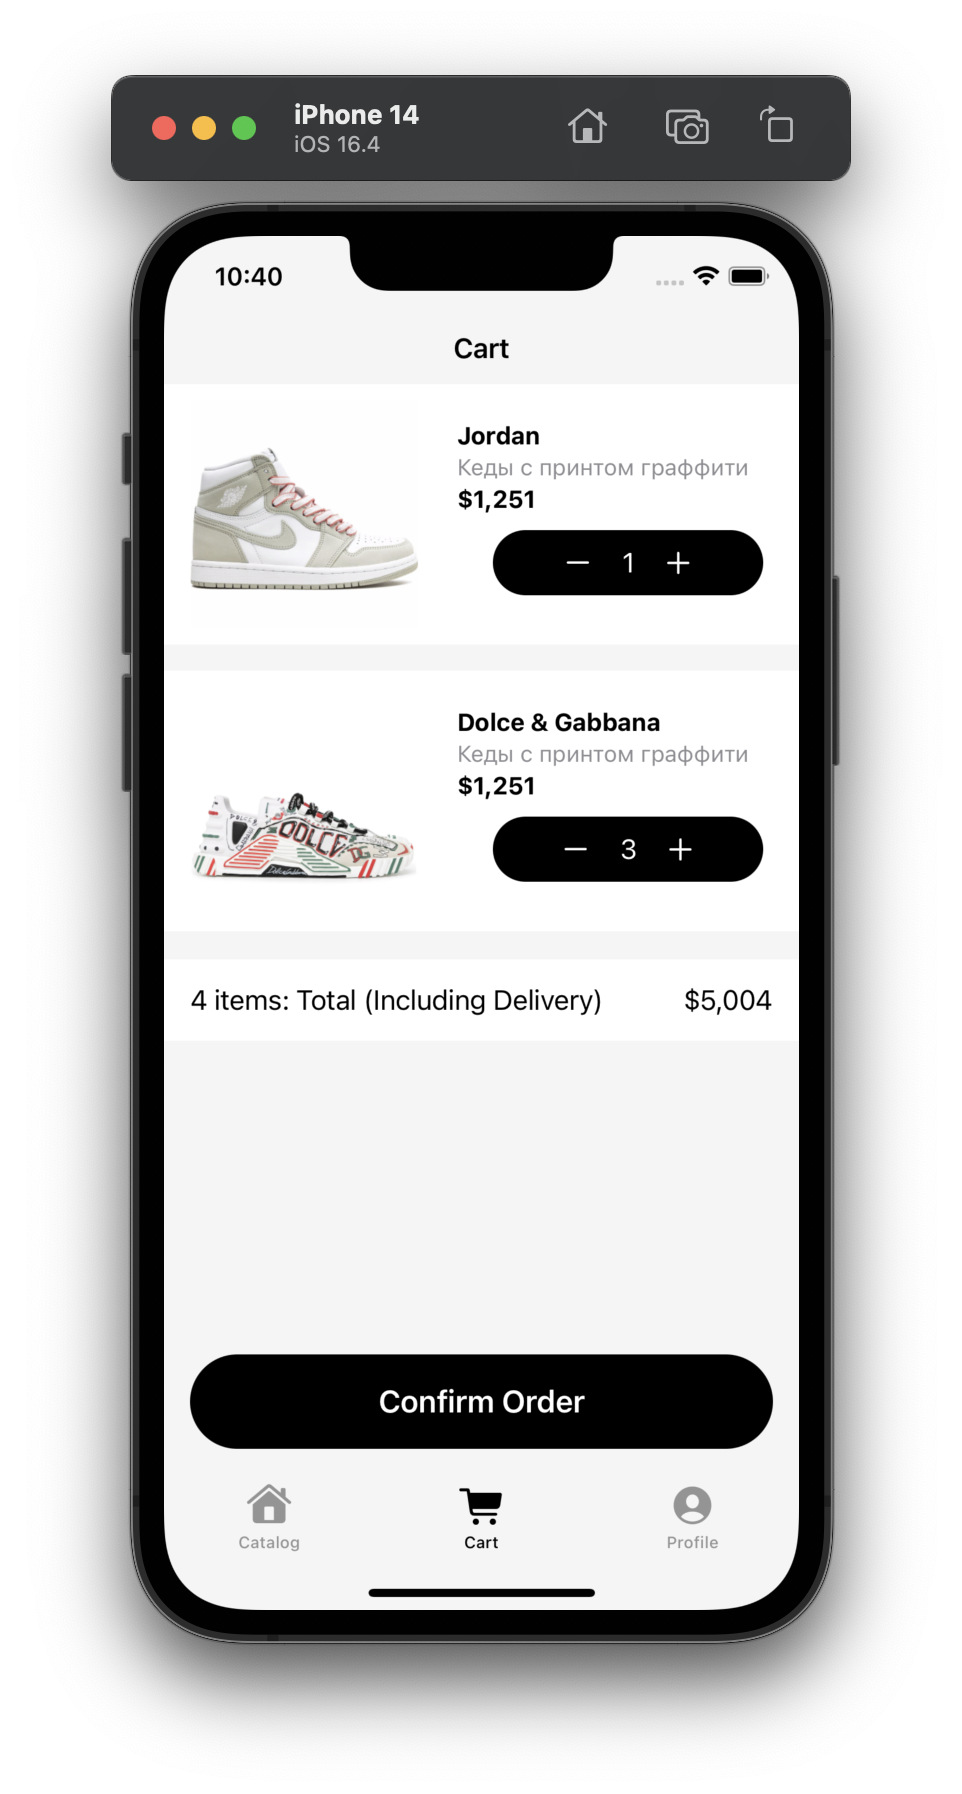 iPhone 14
iOS 16.4
10:40
Cart
Jordan
Кеды с принтом граффити
$1,251
1
Dolce & Gabbana
Кеды с принтом граффити
$1,251
DOLCE
3
4 items: Total (Including Delivery) $5,004
Confirm Order
Catalog Cart Profile